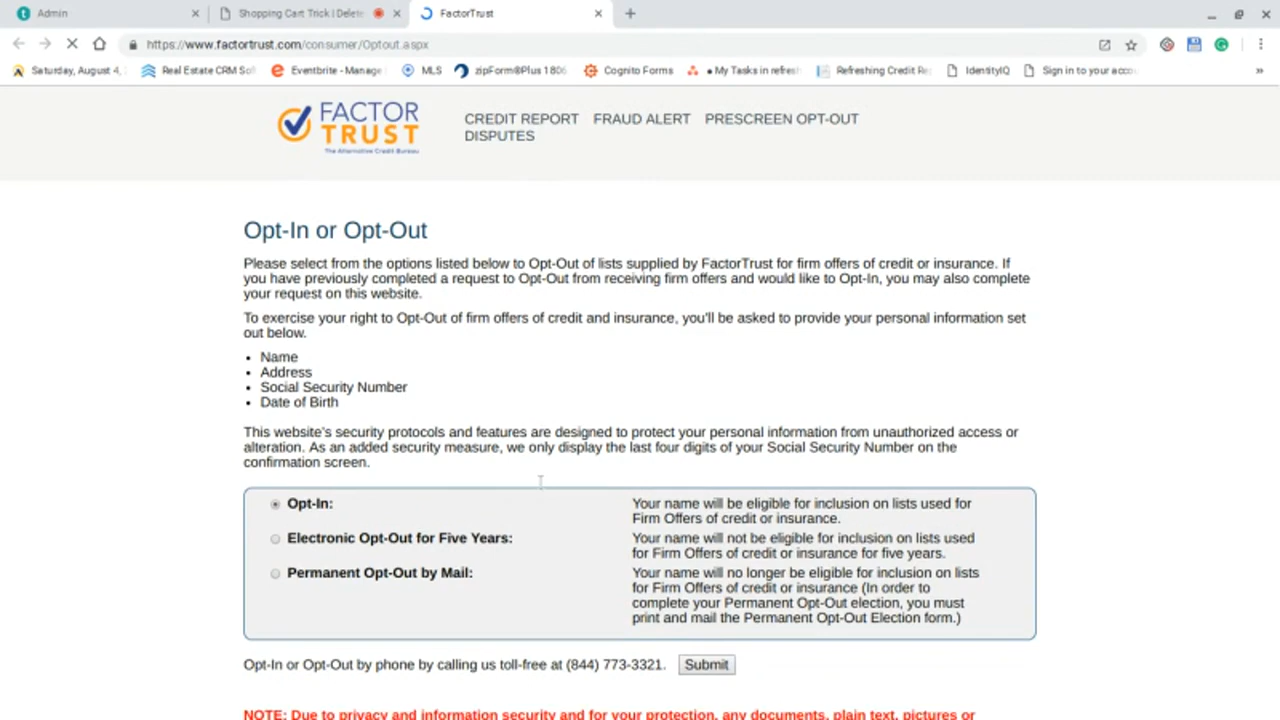 Admin
Shopping Cart Trick | Delete
FactorTrust
https://www.factortrust.com/consumer/Optout.aspx
Saturday, August 4,
Real Estate CRM Sof
Eventbrite - Manage
MLS
zipForm®Plus 1806
Cognito Forms
● My Tasks in refresh
Refreshing Credit Re
IdentityIQ
Sign in to your acco
»
FACTOR
TRUST
The Alternative Credit Bureau
CREDIT REPORT FRAUD ALERT PRESCREEN OPT-OUT
DISPUTES
Opt-In or Opt-Out
Please select from the options listed below to Opt-Out of lists supplied by FactorTrust for firm offers of credit or insurance. If
you have previously completed a request to Opt-Out from receiving firm offers and would like to Opt-In, you may also complete
your request on this website.
To exercise your right to Opt-Out of firm offers of credit and insurance, you'll be asked to provide your personal information set
out below.
• Name
• Address
• Social Security Number
• Date of Birth
This website's security protocols and features are designed to protect your personal information from unauthorized access or
alteration. As an added security measure, we only display the last four digits of your Social Security Number on the
confirmation screen.
Opt-In:
Your name will be eligible for inclusion on lists used for
Firm Offers of credit or insurance.
Electronic Opt-Out for Five Years:
Your name will not be eligible for inclusion on lists used
for Firm Offers of credit or insurance for five years.
Permanent Opt-Out by Mail:
Your name will no longer be eligible for inclusion on lists
for Firm Offers of credit or insurance (In order to
complete your Permanent Opt-Out election, you must
print and mail the Permanent Opt-Out Election form.)
Opt-In or Opt-Out by phone by calling us toll-free at (844) 773-3321. Submit
NOTE: Due to privacy and information security and for your protection, any documents, plain text, pictures or